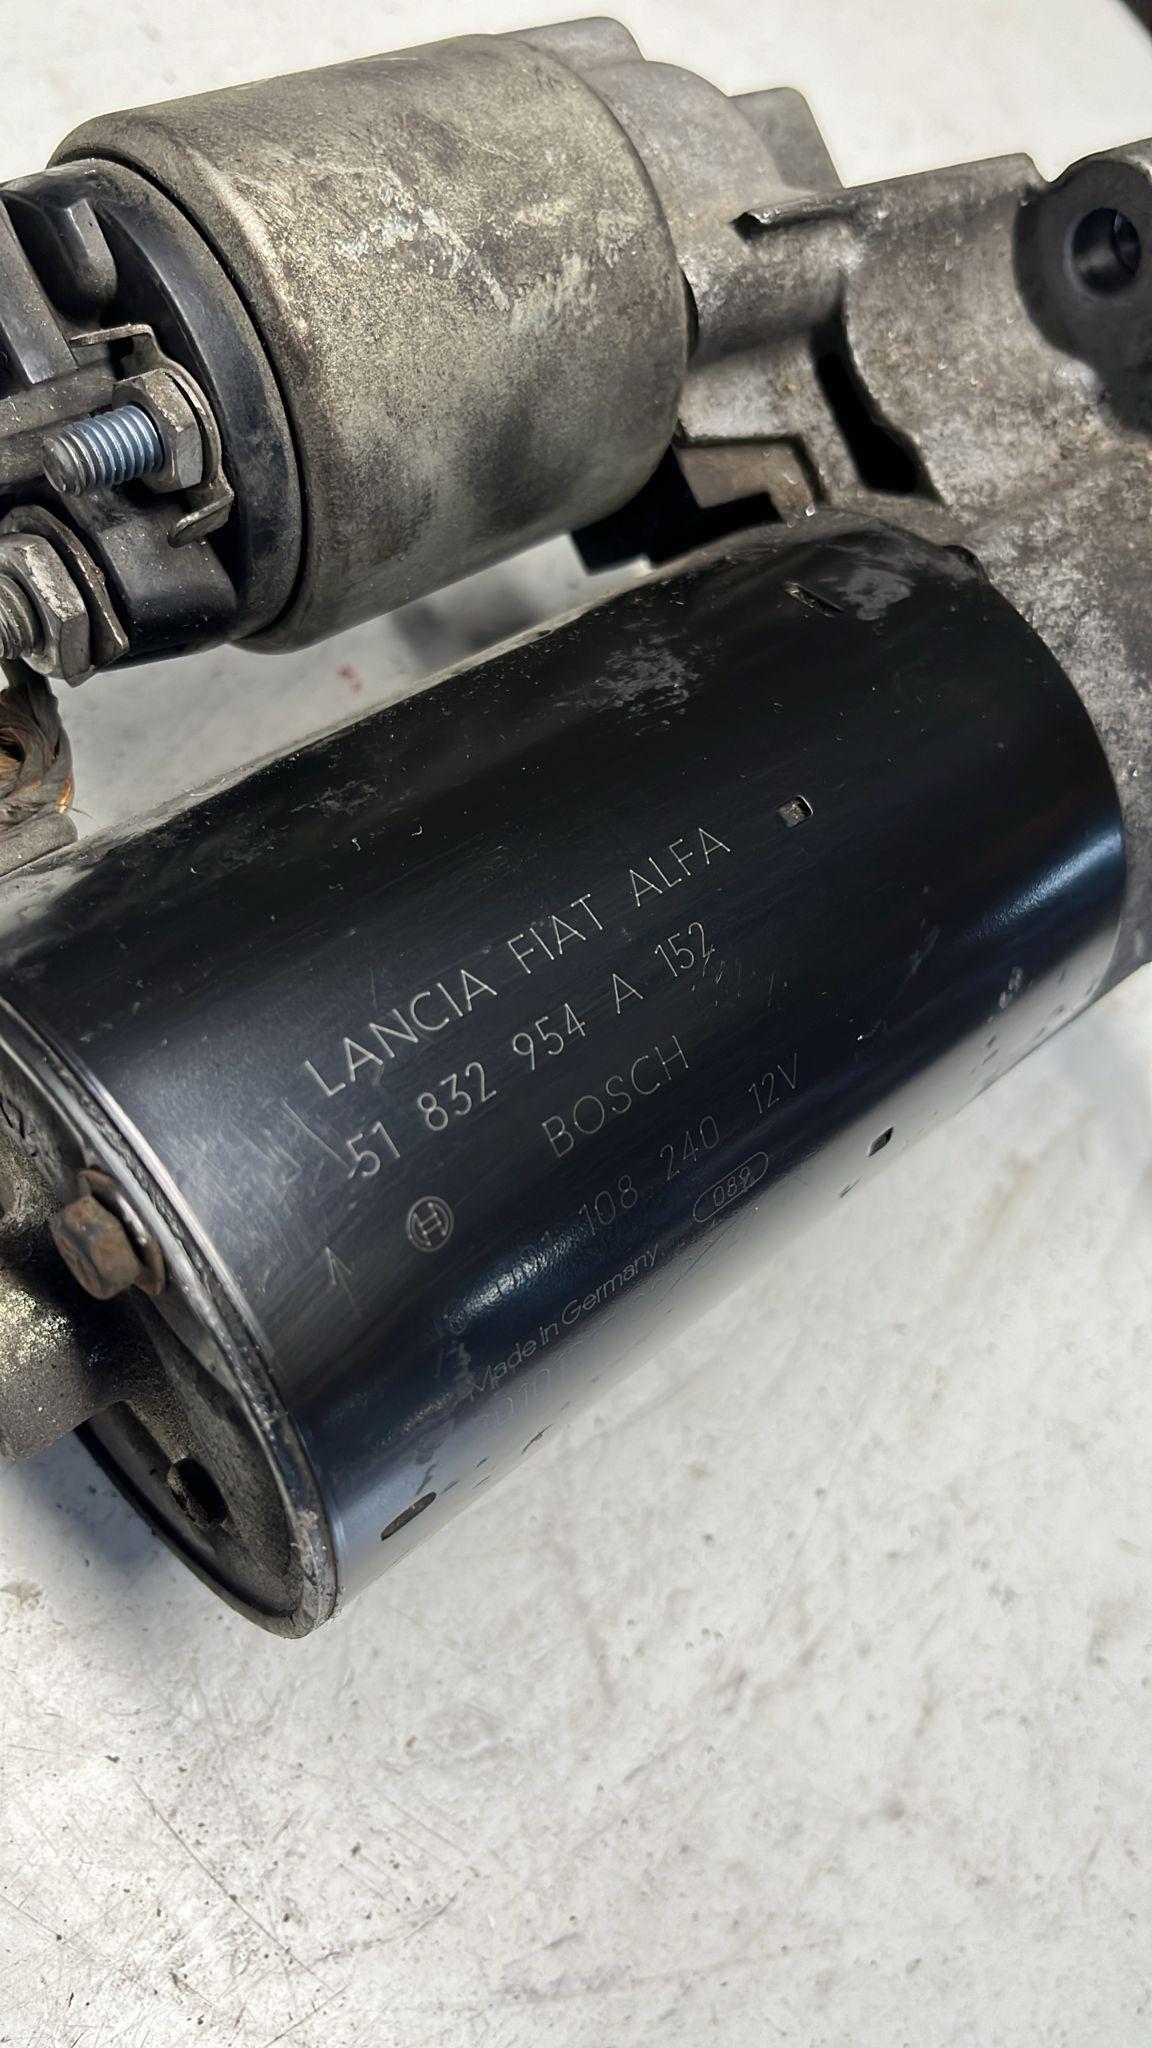 LANCIA FIAT ALFA
51 832 954 A 152
BOSCH
108 240 12V
089
Made in Germany